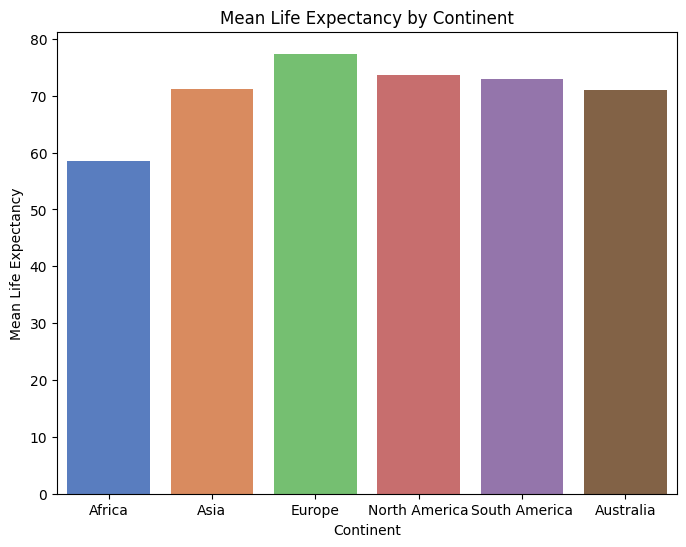 Mean Life Expectancy by Continent
Mean Life Expectancy
80
70
60
50
40
30
20
10
0
Africa Asia Europe North America South America Australia
Continent